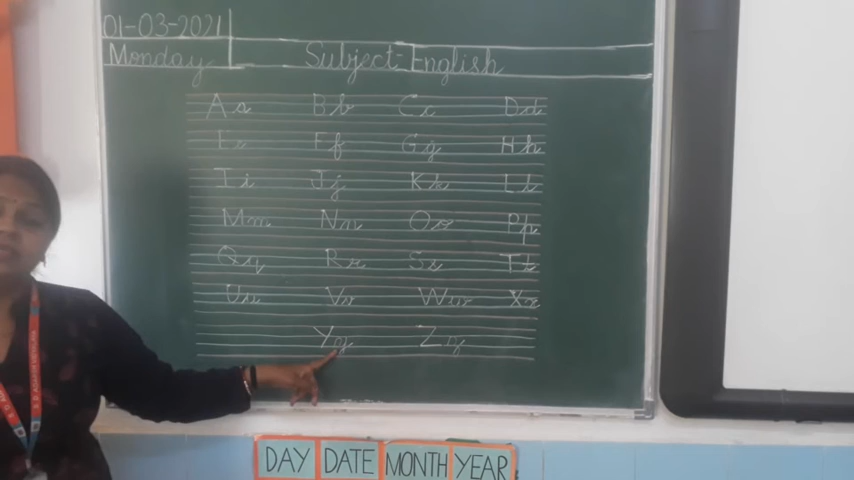 01-03-2021
Monday Subject-English
Aa Bb Cc Dd
Ee Ff Gg Hh
Ii Jj Kk Ll
Mm Nn Oo Pp
Qq Rr Ss Tt
Uu Vv Ww Xx
Yy Zz
DAY DATE MONTH YEAR